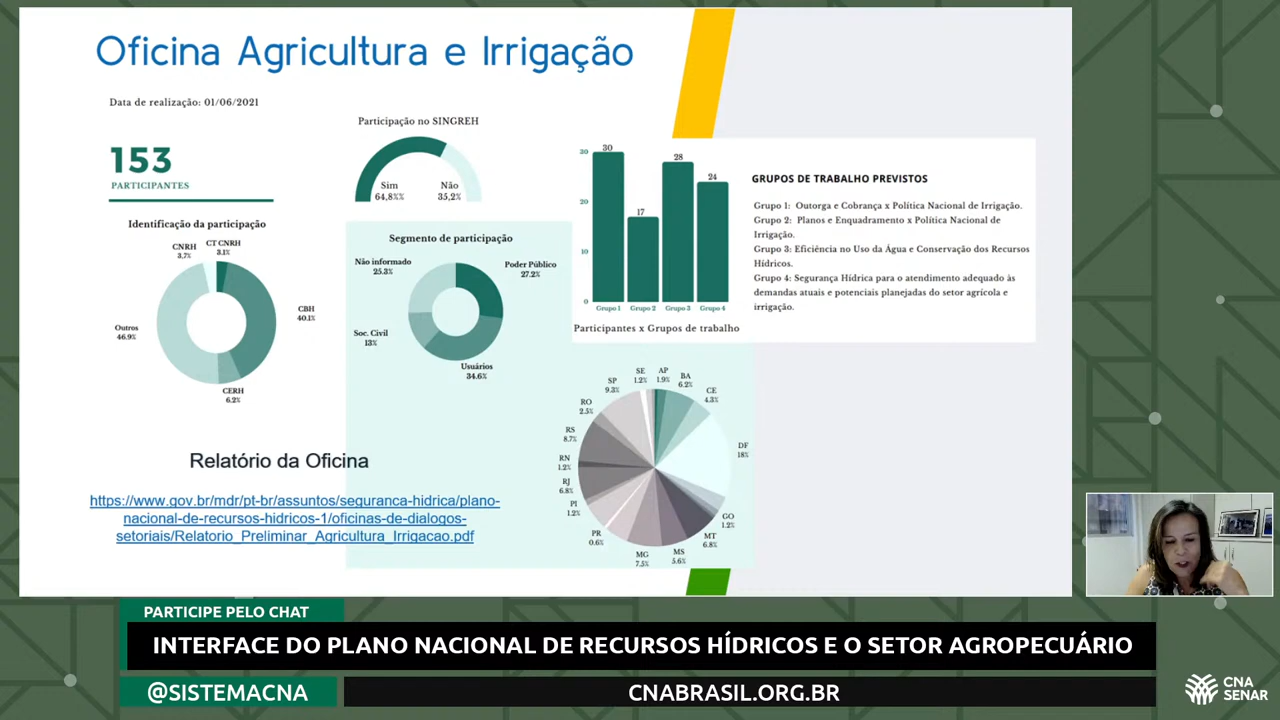 Oficina Agricultura e Irrigação
Data de realização: 01/06/2021
153
PARTICIPANTES
Participação no SINGREH
Sim
64,8%%
Não
35,2%
Identificação da participação
CNRH
3,7%
CT CNRH
3.1%
CBH
40.1%
Outros
46.9%
CERH
6.2%
Segmento de participação
Não informado
25.3%
Poder Público
27.2%
Soc. Civil
13%
Usuários
34.6%
30
20
10
0
30
17
28
24
Grupo 1
Grupo 2
Grupo 3
Grupo 4
Participantes x Grupos de trabalho
GRUPOS DE TRABALHO PREVISTOS
Grupo 1: Outorga e Cobrança x Política Nacional de Irrigação.
Grupo 2: Planos e Enquadramento x Política Nacional de
Irrigação.
Grupo 3: Eficiência no Uso da Água e Conservação dos Recursos
Hídricos.
Grupo 4: Segurança Hídrica para o atendimento adequado às
demandas atuais e potenciais planejadas do setor agrícola e
irrigação.
SE
1.2%
AP
1.9%
BA
6.2%
CE
4.3%
DF
18%
GO
1.2%
MT
6.8%
MS
5.6%
MG
7.5%
PR
0.6%
PI
1.2%
RJ
6.8%
RN
1.2%
RS
8.7%
RO
2.5%
SP
9.3%
Relatório da Oficina
https://www.gov.br/mdr/pt-br/assuntos/seguranca-hidrica/plano-
nacional-de-recursos-hidricos-1/oficinas-de-dialogos-
setoriais/Relatorio_Preliminar_Agricultura_Irrigacao.pdf
PARTICIPE PELO CHAT
INTERFACE DO PLANO NACIONAL DE RECURSOS HÍDRICOS E O SETOR AGROPECUÁRIO
@SISTEMACNA
CNABRASIL.ORG.BR
CNA
SENAR